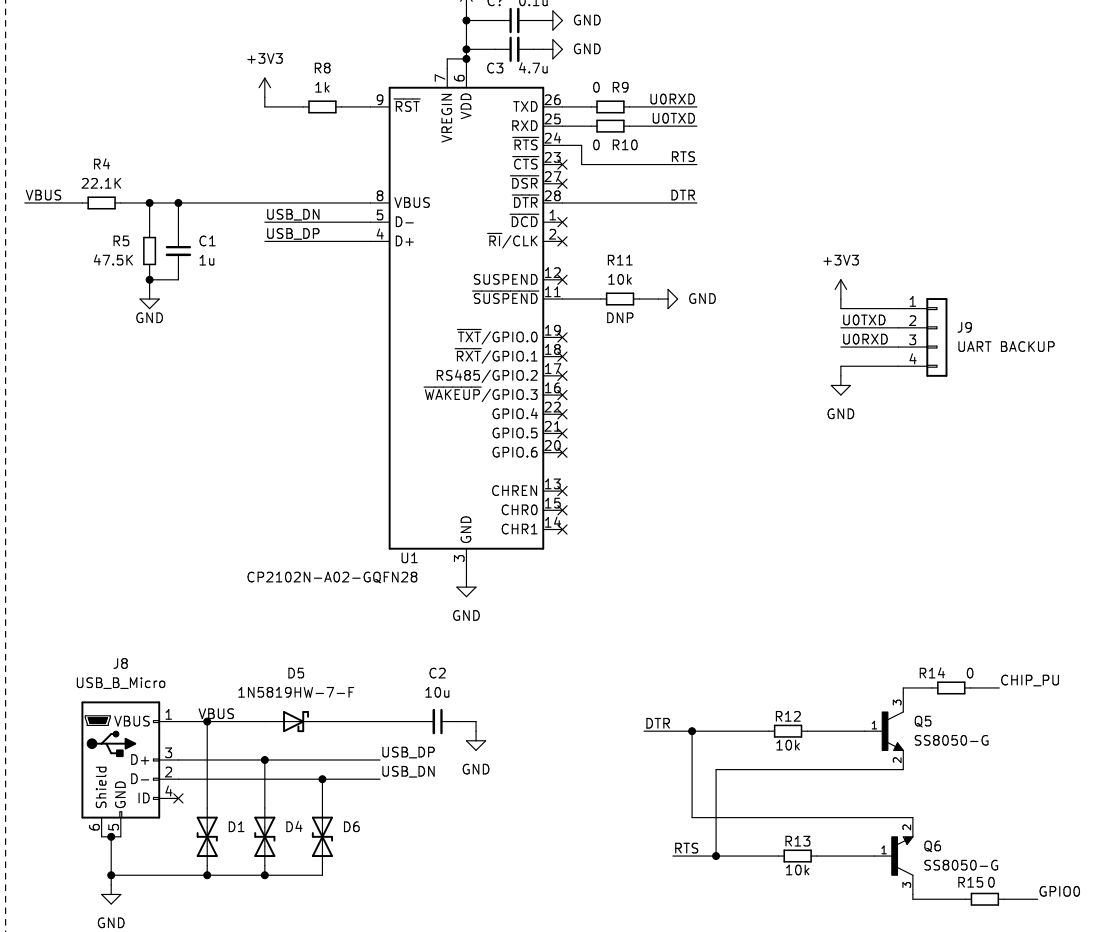 0.1u
GND
GND
C3 4.7u
+3V3
R8
1k
7
6
9
RST
VREGIN
VDD
TXD
26
0 R9
U0RXD
RXD
25
U0TXD
RTS
24
0 R10
CTS
23
RTS
DSR
27
DTR
28
DTR
DCD
1
RI/CLK
2
R4
22.1K
VBUS
8
VBUS
USB_DN
5
D-
USB_DP
4
D+
R5
47.5K
C1
1u
GND
SUSPEND
12
SUSPEND
11
R11
10k
GND
DNP
TXT/GPIO.0
19
RXT/GPIO.1
18
RS485/GPIO.2
17
WAKEUP/GPIO.3
16
GPIO.4
22
GPIO.5
21
GPIO.6
20
CHREN
13
CHR0
15
CHR1
14
GND
3
U1
CP2102N-A02-GQFN28
GND
+3V3
1
U0TXD
2
U0RXD
3
4
J9
UART BACKUP
GND
J8
USB_B_Micro
VBUS
1
VBUS
D5
1N5819HW-7-F
C2
10u
GND
D+
3
USB_DP
D-
2
USB_DN
ID
4
Shield
GND
6
5
D1
D4
D6
GND
R14 0
CHIP_PU
3
DTR
R12
10k
1
Q5
SS8050-G
2
2
RTS
R13
10k
1
Q6
SS8050-G
3
R15 0
GPIO0